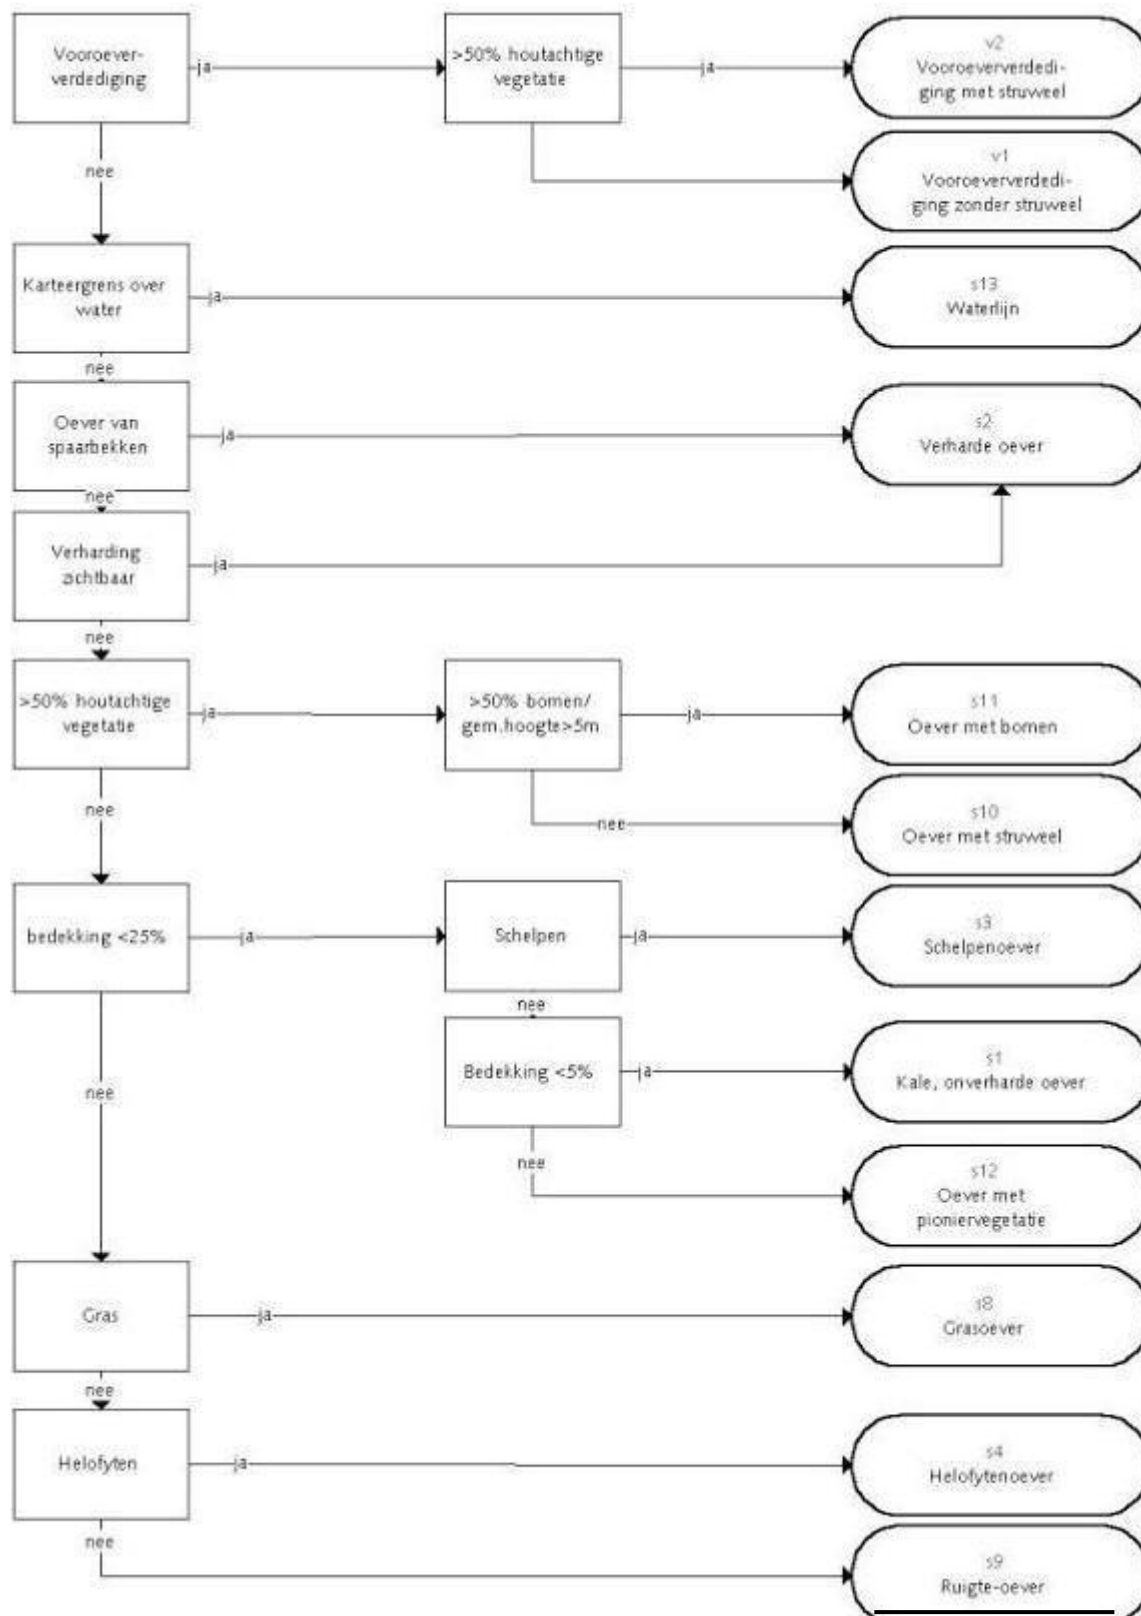 Vooroever-
verdediging
ja
>50% houtachtige
vegetatie
ja
v2
Vooroeververdedi-
ging met struweel
v1
Vooroeververdedi-
ging zonder struweel
nee
Karteergrens over
water
ja
s13
Waterlijn
nee
Oever van
spaarbekken
ja
s2
Verharde oever
nee
Verharding
zichtbaar
ja
nee
>50% houtachtige
vegetatie
ja
>50% bomen/
gem.hoogte>5m
ja
s11
Oever met bomen
nee
nee
s10
Oever met struweel
bedekking <25%
ja
Schelpen
ja
s3
Schelpenoever
nee
nee
Bedekking <5%
ja
s1
Kale, onverharde oever
nee
s12
Oever met
pioniervegetatie
Gras
ja
s8
Grasoever
nee
Helofyten
ja
s4
Helofytenoever
nee
s9
Ruigte-oever